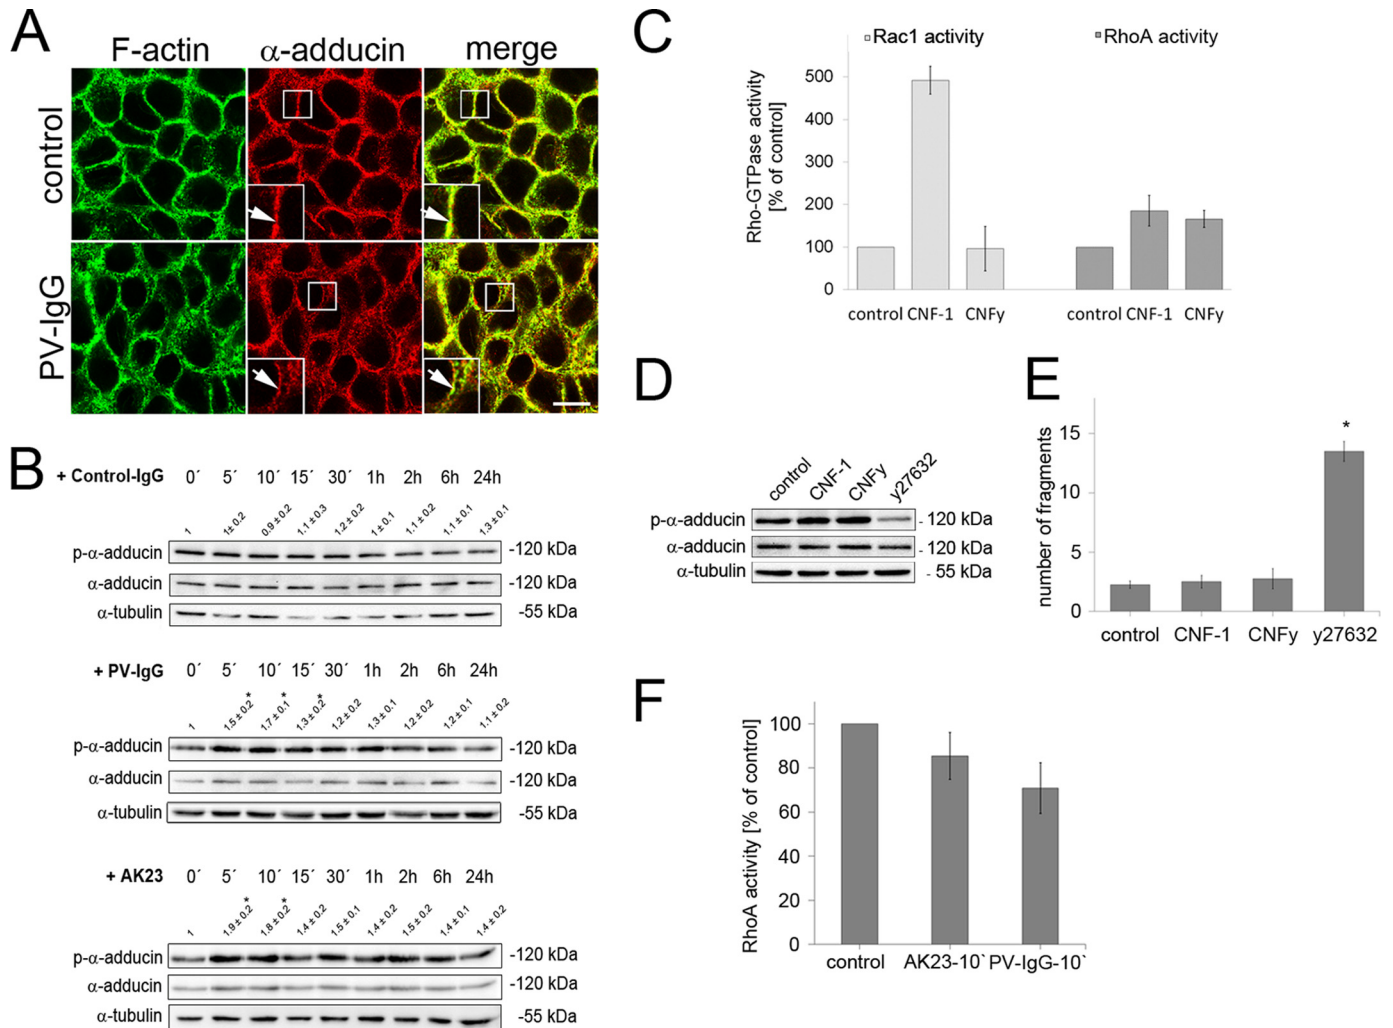 A
F-actin
α-adducin
merge
control
PV-IgG
B
+ Control-IgG 0´ 5´ 10´ 15´ 30´ 1h 2h 6h 24h
1 1± 0.2 0.9 ± 0.2 1.1 ± 0.3 1.2 ± 0.2 1 ± 0.1 1.1 ± 0.2 1.1 ± 0.1 1.3 ± 0.1
p-α-adducin -120 kDa
α-adducin -120 kDa
α-tubulin -55 kDa
+ PV-IgG 0´ 5´ 10´ 15´ 30´ 1h 2h 6h 24h
1 1.5 ± 0.2* 1.7 ± 0.1* 1.3 ± 0.2* 1.2 ± 0.2 1.3 ± 0.1 1.2 ± 0.2 1.2 ± 0.1 1.1 ± 0.2
p-α-adducin -120 kDa
α-adducin -120 kDa
α-tubulin -55 kDa
+ AK23 0´ 5´ 10´ 15´ 30´ 1h 2h 6h 24h
1 1.9 ± 0.2* 1.8 ± 0.2* 1.4 ± 0.2 1.5 ± 0.1 1.4 ± 0.2 1.5 ± 0.2 1.4 ± 0.1 1.4 ± 0.2
p-α-adducin -120 kDa
α-adducin -120 kDa
α-tubulin -55 kDa
C
Rac1 activity
RhoA activity
Rho-GTPase activity
[% of control]
500
400
300
200
100
0
control CNF-1 CNFy
control CNF-1 CNFy
D
control CNF-1 CNFy y27632
p-α-adducin - 120 kDa
α-adducin - 120 kDa
α-tubulin - 55 kDa
E
number of fragments
15
10
5
0
*
control CNF-1 CNFy y27632
F
RhoA activity [% of control]
100
80
60
40
20
0
control AK23-10` PV-IgG-10`